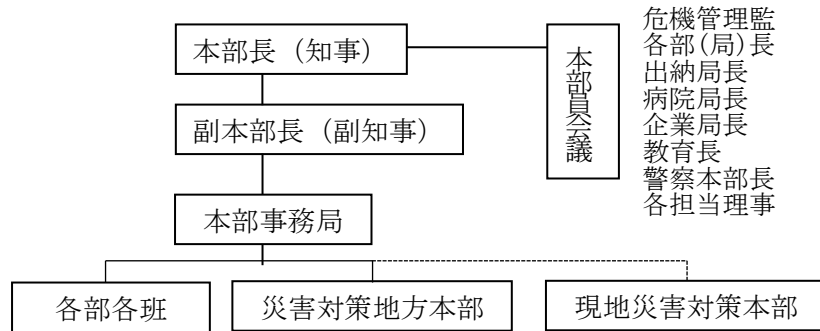 本部長（知事）
副本部長（副知事）
本部事務局
各部各班
災害対策地方本部
現地災害対策本部
本部員会議
危機管理監
各部(局)長
出納局長
病院局長
企業局長
教育長
警察本部長
各担当理事